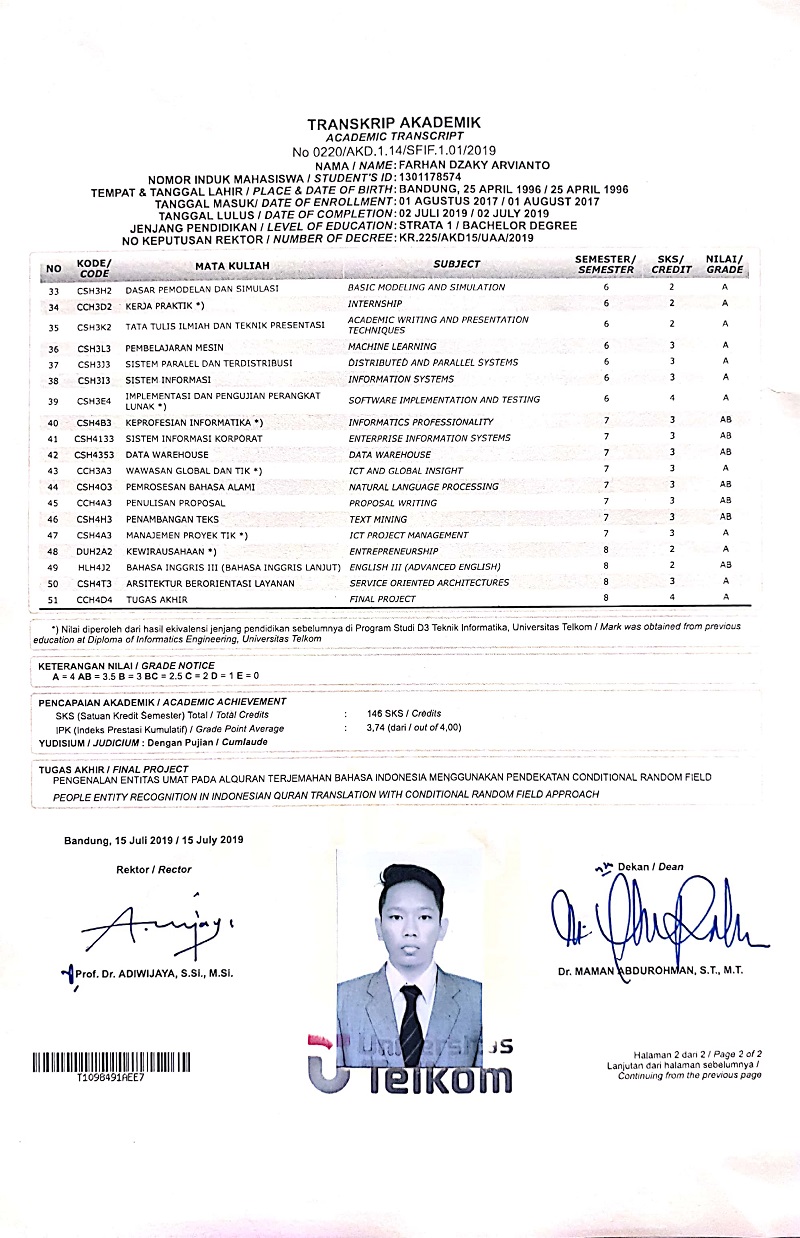 TRANSKRIP AKADEMIK
ACADEMIC TRANSCRIPT
No 0220/AKD.1.14/SFIF.1.01/2019
NAMA / NAME: FARHAN DZAKY ARVIANTO
NOMOR INDUK MAHASISWA / STUDENT'S ID: 1301178574
TEMPAT & TANGGAL LAHIR / PLACE & DATE OF BIRTH: BANDUNG, 25 APRIL 1996 / 25 APRIL 1996
TANGGAL MASUK/ DATE OF ENROLLMENT: 01 AGUSTUS 2017 / 01 AUGUST 2017
TANGGAL LULUS / DATE OF COMPLETION: 02 JULI 2019 / 02 JULY 2019
JENJANG PENDIDIKAN / LEVEL OF EDUCATION: STRATA 1 / BACHELOR DEGREE
NO KEPUTUSAN REKTOR / NUMBER OF DECREE: KR.225/AKD15/UAA/2019
NO KODE/ CODE MATA KULIAH SUBJECT SEMESTER/ SEMESTER SKS/ CREDIT NILAI/ GRADE
33 CSH3H2 DASAR PEMODELAN DAN SIMULASI BASIC MODELING AND SIMULATION 6 2 A
34 CCH3D2 KERJA PRAKTIK *) INTERNSHIP 6 2 A
35 CSH3K2 TATA TULIS ILMIAH DAN TEKNIK PRESENTASI ACADEMIC WRITING AND PRESENTATION TECHNIQUES 6 2 A
36 CSH3L3 PEMBELAJARAN MESIN MACHINE LEARNING 6 3 A
37 CSH3J3 SISTEM PARALEL DAN TERDISTRIBUSI DISTRIBUTED AND PARALLEL SYSTEMS 6 3 A
38 CSH3I3 SISTEM INFORMASI INFORMATION SYSTEMS 6 3 A
39 CSH3E4 IMPLEMENTASI DAN PENGUJIAN PERANGKAT LUNAK *) SOFTWARE IMPLEMENTATION AND TESTING 6 4 A
40 CSH4B3 KEPROFESIAN INFORMATIKA *) INFORMATICS PROFESSIONALITY 7 3 AB
41 CSH4133 SISTEM INFORMASI KORPORAT ENTERPRISE INFORMATION SYSTEMS 7 3 AB
42 CSH4353 DATA WAREHOUSE DATA WAREHOUSE 7 3 AB
43 CCH3A3 WAWASAN GLOBAL DAN TIK *) ICT AND GLOBAL INSIGHT 7 3 A
44 CSH4O3 PEMROSESAN BAHASA ALAMI NATURAL LANGUAGE PROCESSING 7 3 AB
45 CCH4A3 PENULISAN PROPOSAL PROPOSAL WRITING 7 3 AB
46 CSH4H3 PENAMBANGAN TEKS TEXT MINING 7 3 AB
47 CSH4A3 MANAJEMEN PROYEK TIK *) ICT PROJECT MANAGEMENT 7 3 A
48 DUH2A2 KEWIRAUSAHAAN *) ENTREPRENEURSHIP 8 2 A
49 HLH4J2 BAHASA INGGRIS III (BAHASA INGGRIS LANJUT) ENGLISH III (ADVANCED ENGLISH) 8 2 AB
50 CSH4T3 ARSITEKTUR BERORIENTASI LAYANAN SERVICE ORIENTED ARCHITECTURES 8 3 A
51 CCH4D4 TUGAS AKHIR FINAL PROJECT 8 4 A
*) Nilai diperoleh dari hasil ekivalensi jenjang pendidikan sebelumnya di Program Studi D3 Teknik Informatika, Universitas Telkom / Mark was obtained from previous
education at Diploma of Informatics Engineering, Universitas Telkom
KETERANGAN NILAI / GRADE NOTICE
A = 4 AB = 3.5 B = 3 BC = 2.5 C = 2 D = 1 E = 0
PENCAPAIAN AKADEMIK / ACADEMIC ACHIEVEMENT
SKS (Satuan Kredit Semester) Total / Total Credits : 146 SKS / Credits
IPK (Indeks Prestasi Kumulatif) / Grade Point Average : 3,74 (dari / out of 4,00)
YUDISIUM / JUDICIUM : Dengan Pujian / Cumlaude
TUGAS AKHIR / FINAL PROJECT
PENGENALAN ENTITAS UMAT PADA ALQURAN TERJEMAHAN BAHASA INDONESIA MENGGUNAKAN PENDEKATAN CONDITIONAL RANDOM FIELD
PEOPLE ENTITY RECOGNITION IN INDONESIAN QURAN TRANSLATION WITH CONDITIONAL RANDOM FIELD APPROACH
Bandung, 15 Juli 2019 / 15 July 2019
Rektor / Rector
Dekan / Dean
Prof. Dr. ADIWIJAYA, S.Si., M.Si.
Dr. MAMAN ABDUROHMAN, S.T., M.T.
Universitas
Telkom
T1098491AEE7
Halaman 2 dari 2 / Page 2 of 2
Lanjutan dari halaman sebelumnya /
Continuing from the previous page